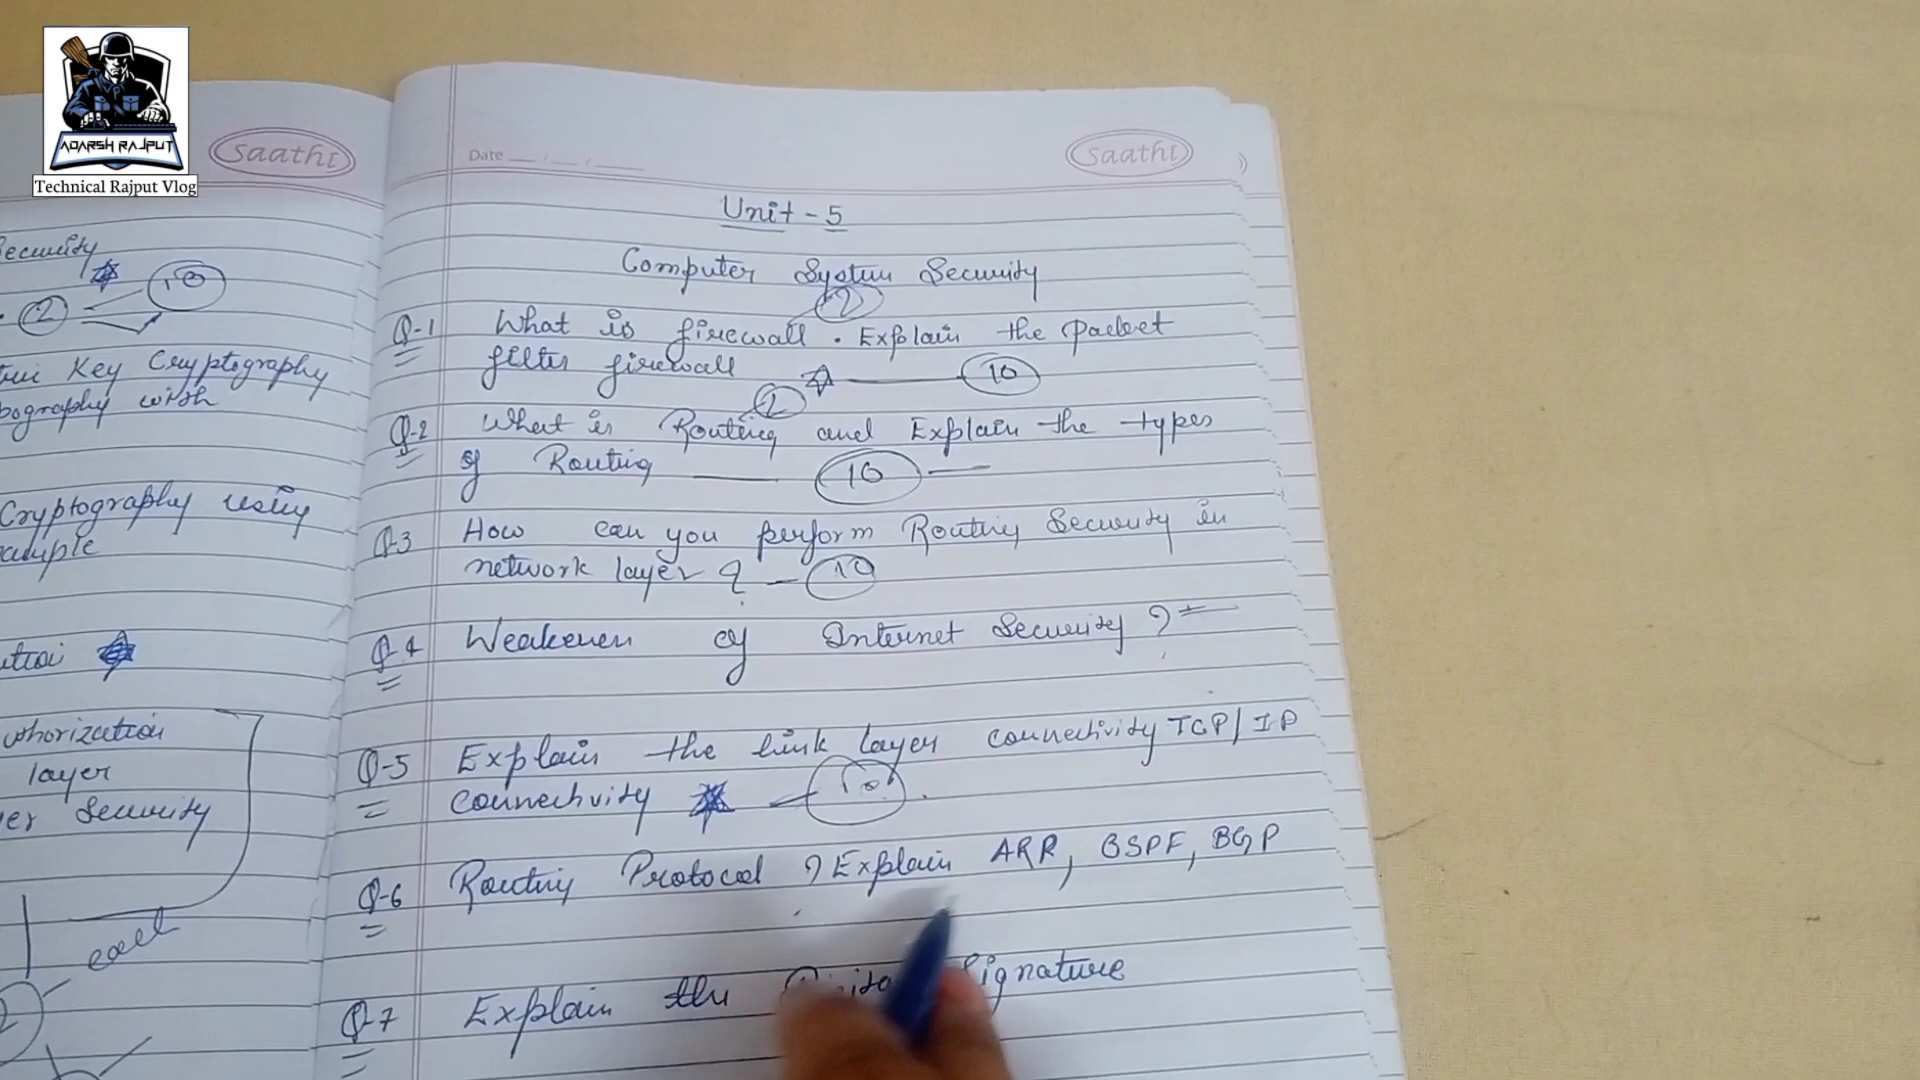 ADARSH RAJPUT
Technical Rajput Vlog
Saathi
Security
2
10
Key Cryptography
with
Cryptography using
layer
Security
each
Date
Saathi
Unit - 5
Computer System Security
2
Q-1 What is firewall . Explain the packet
filter firewall 10
2
Q-2 What is Routing and Explain the types
of Routing 10
Q-3 How can you perform Routing Security in
network layer ? - 10
Q-4 of Internet Security ?
Q-5 Explain the link layer connectivity TCP/IP
connectivity 10
Q-6 Routing Protocol ? Explain ARR, OSPF, BGP
Q-7 Explain the Signature